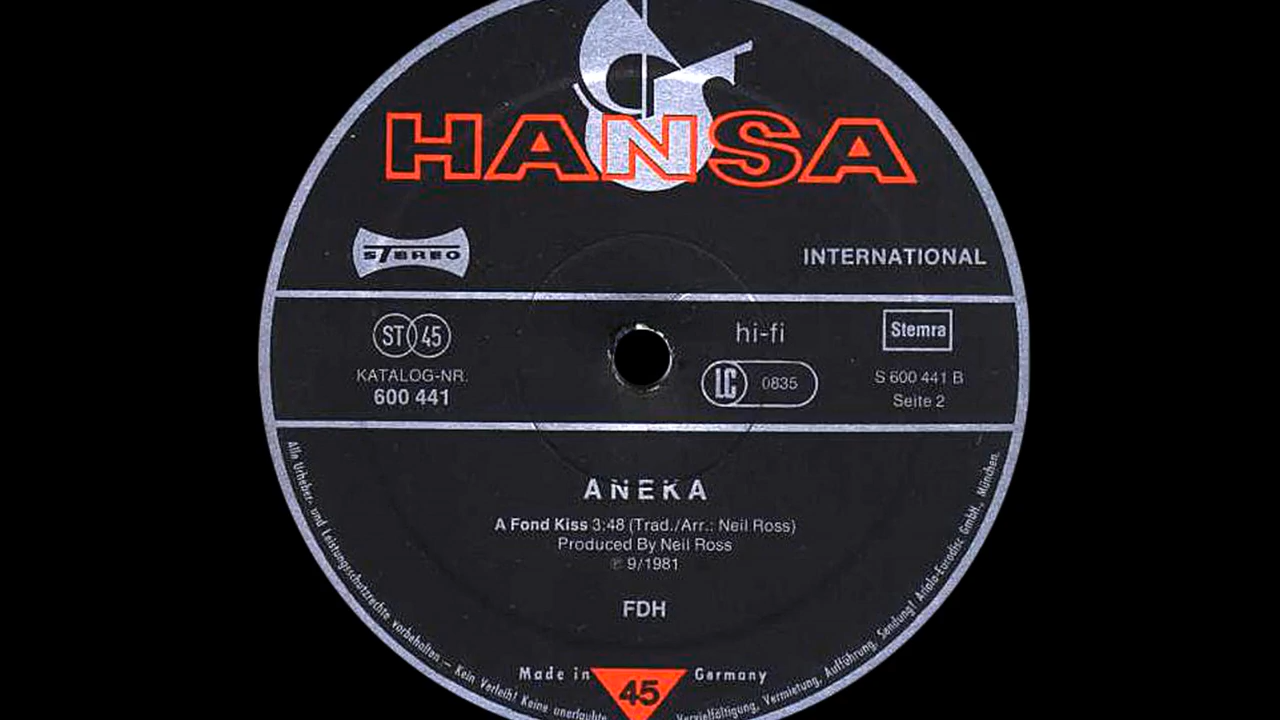 HANSA
STEREO
INTERNATIONAL
ST 45
KATALOG-NR.
600 441
hi-fi
LC 0835
Stemra
S 600 441 B
Seite 2
ANEKA
A Fond Kiss 3:48 (Trad./Arr.: Neil Ross)
Produced By Neil Ross
℗ 9/1981
FDH
Made in Germany
45
Alle Urheber- und Leistungsschutzrechte vorbehalten – Kein Verleih! Keine unerlaubte Vervielfältigung, Vermietung, Aufführung, Sendung! Ariola-Eurodisc GmbH., München.